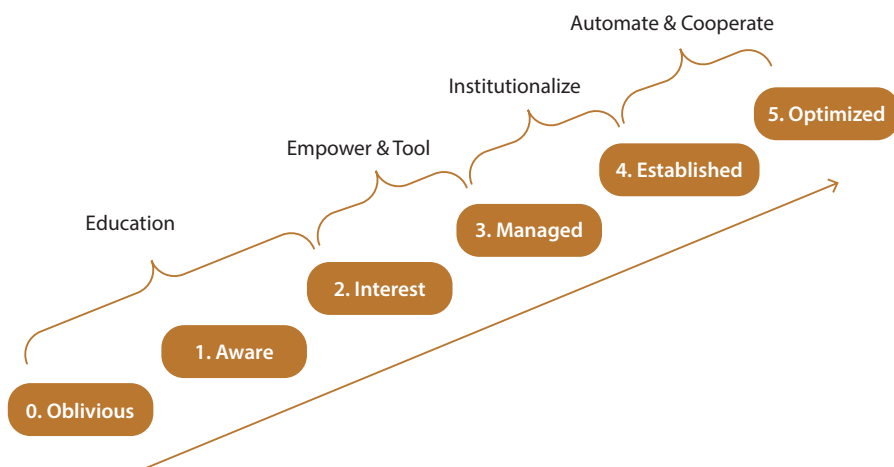 Automate & Cooperate
Institutionalize
5. Optimized
Empower & Tool
4. Established
Education
3. Managed
2. Interest
1. Aware
0. Oblivious